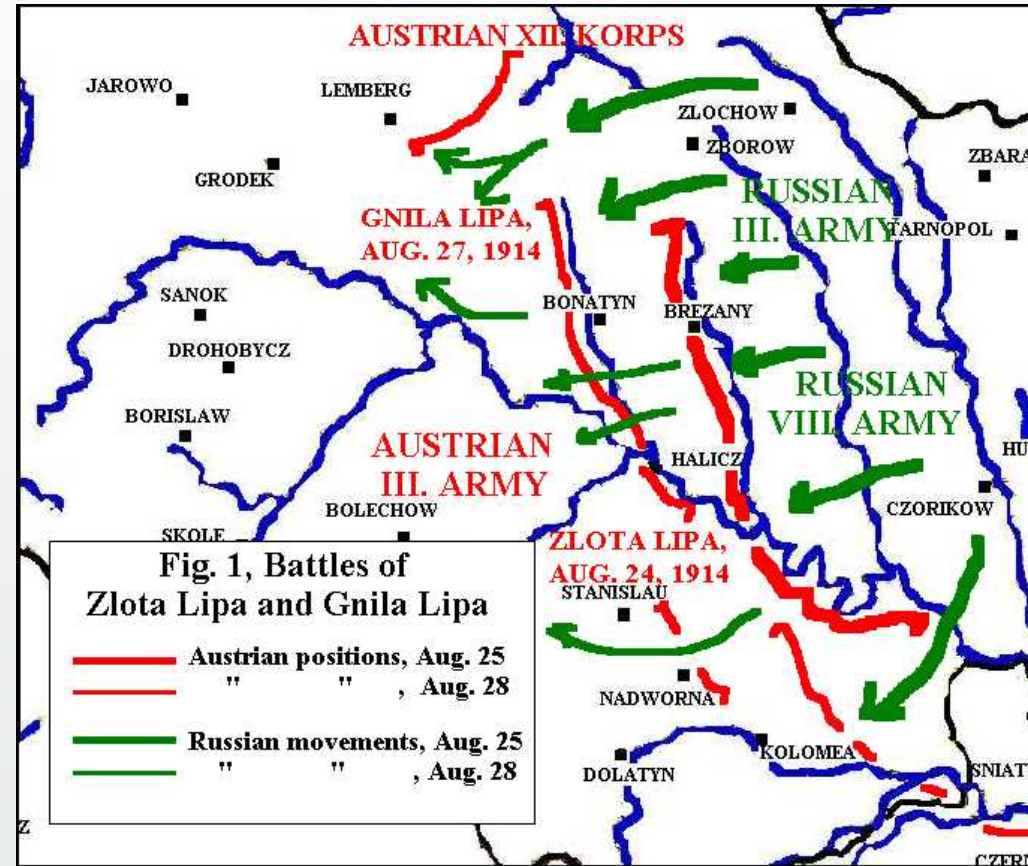 AUSTRIAN XII. KORPS
JAROWO
LEMBERG
ZLOCHOW
ZBOROW
ZBARA
GRODEK
RUSSIAN
III. ARMY
TARNOPOL
GNILA LIPA,
AUG. 27, 1914
SANOK
BONATYN
BREZANY
DROHOBYCZ
RUSSIAN
VIII. ARMY
BORISLAW
AUSTRIAN
III. ARMY
HALICZ
HU
CZORIKOW
BOLECHOW
SKOLE
ZLOTA LIPA,
AUG. 24, 1914
STANISLAU
NADWORNA
KOLOMEA
DOLATYN
SNIAT
CZERN
Z
Fig. 1, Battles of
Zlota Lipa and Gnila Lipa
Austrian positions, Aug. 25
" " , Aug. 28
Russian movements, Aug. 25
" " , Aug. 28